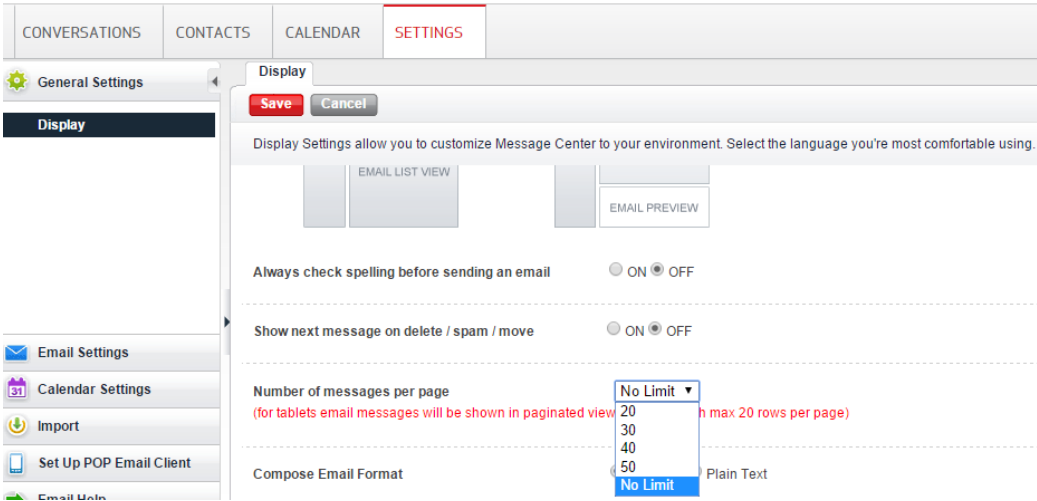 CONVERSATIONS CONTACTS CALENDAR SETTINGS
General Settings
Display
Email Settings
31 Calendar Settings
Import
Set Up POP Email Client
Email Help
Display
Save Cancel
Display Settings allow you to customize Message Center to your environment. Select the language you're most comfortable using.
EMAIL LIST VIEW
EMAIL PREVIEW
Always check spelling before sending an email ON OFF
Show next message on delete / spam / move ON OFF
Number of messages per page No Limit
(for tablets email messages will be shown in paginated view h max 20 rows per page)
20
30
40
50
No Limit
Compose Email Format Plain Text